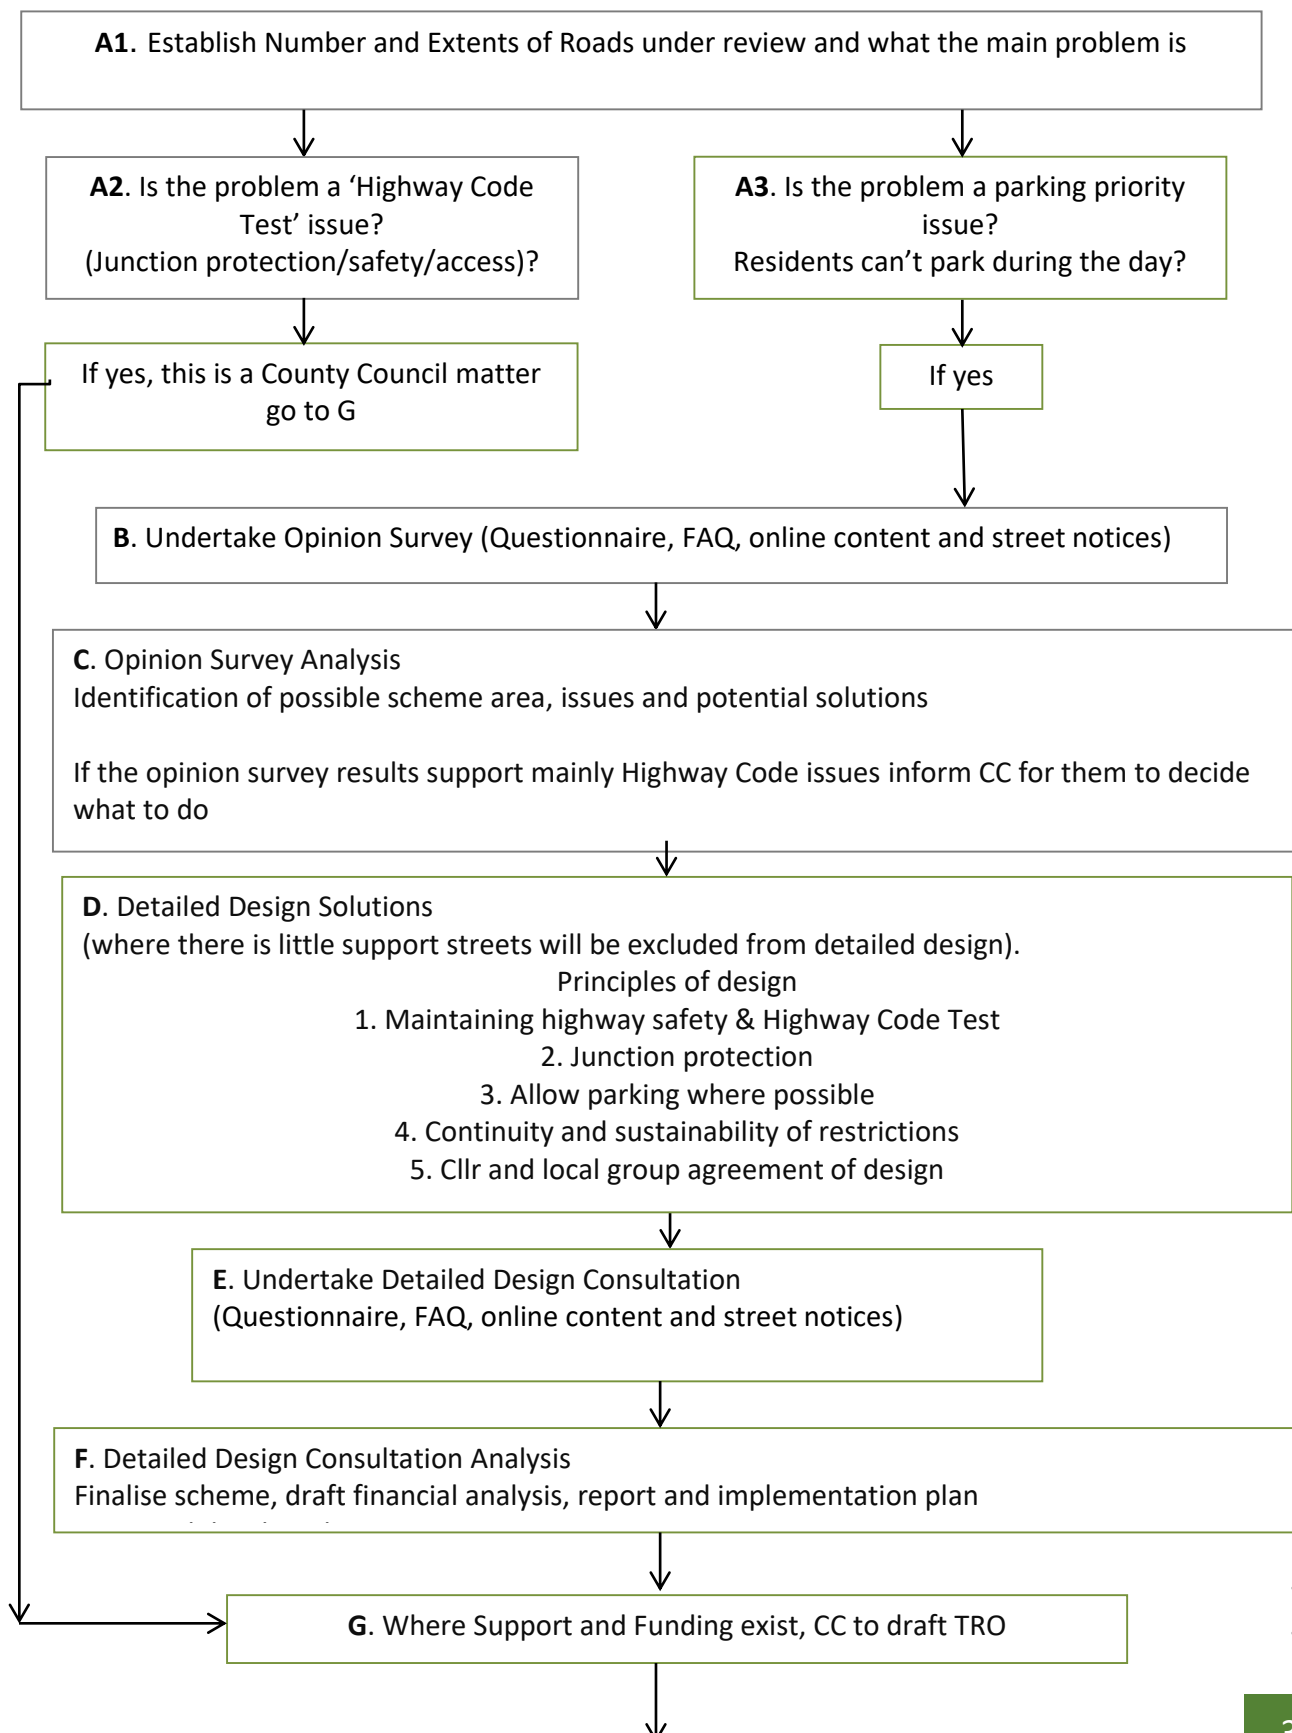 A1. Establish Number and Extents of Roads under review and what the main problem is
A2. Is the problem a ‘Highway Code
Test’ issue?
(Junction protection/safety/access)?
A3. Is the problem a parking priority
issue?
Residents can’t park during the day?
If yes, this is a County Council matter
go to G
If yes
B. Undertake Opinion Survey (Questionnaire, FAQ, online content and street notices)
C. Opinion Survey Analysis
Identification of possible scheme area, issues and potential solutions
If the opinion survey results support mainly Highway Code issues inform CC for them to decide
what to do
D. Detailed Design Solutions
(where there is little support streets will be excluded from detailed design).
Principles of design
1. Maintaining highway safety & Highway Code Test
2. Junction protection
3. Allow parking where possible
4. Continuity and sustainability of restrictions
5. Cllr and local group agreement of design
E. Undertake Detailed Design Consultation
(Questionnaire, FAQ, online content and street notices)
F. Detailed Design Consultation Analysis
Finalise scheme, draft financial analysis, report and implementation plan
G. Where Support and Funding exist, CC to draft TRO